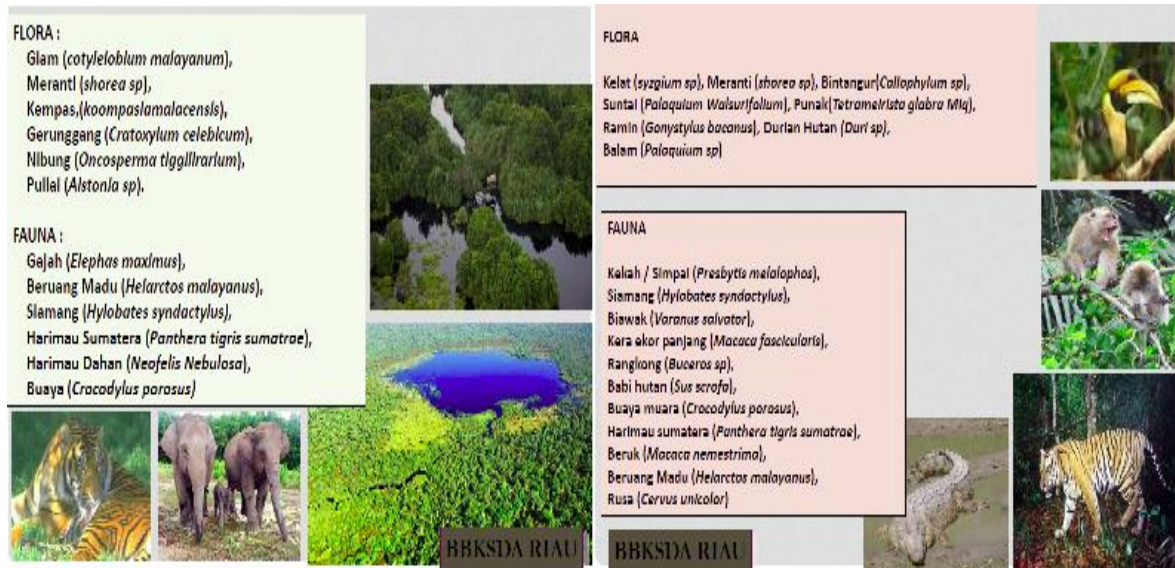 FLORA :
Glam (cotyleloblum malayanum),
Meranti (shorea sp),
Kempas,(koompasiamalacensis),
Gerunggang (Cratoxylum celebicum),
Nibung (Oncosperma tiggillrarium),
Pullai (Alstonia sp).
FAUNA :
Gajah (Elephas maximus),
Beruang Madu (Helarctos malayanus),
Siamang (Hylobates syndactylus),
Harimau Sumatera (Panthera tigris sumatrae),
Harimau Dahan (Neofelis Nebulosa),
Buaya (Crocodylus porosus)
BBKSDA RIAU
FLORA
Kelat (syzgium sp), Meranti (shorea sp), Bintangur(Callophylum sp),
Suntai (Palaquium Walsurifolium), Punak(Tetrameirista glabra Miq),
Ramin (Gonystylus bacanus), Durian Hutan (Duri sp),
Balam (Palaquium sp)
FAUNA
Kekah / Simpai (Presbytis melalophos),
Siamang (Hylobates syndactylus),
Biawak (Varanus salvator),
Kera ekor panjang (Macaca fascicularis),
Rangkong (Buceros sp),
Babi hutan (Sus scrofa),
Buaya muara (Crocodylus porosus),
Harimau sumatera (Panthera tigris sumatrae),
Beruk (Macaca nemestrima),
Beruang Madu (Helarctos malayanus),
Rusa (Cervus unicolor)
BBKSDA RIAU